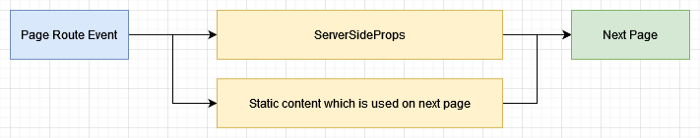 Page Route Event
ServerSideProps
Next Page
Static content which is used on next page